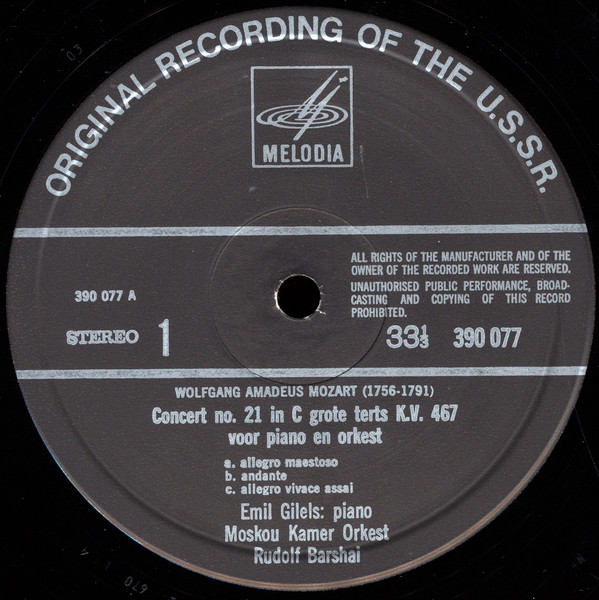 ORIGINAL RECORDING OF THE U.S.S.R.
MELODIA
ALL RIGHTS OF THE MANUFACTURER AND OF THE
OWNER OF THE RECORDED WORK ARE RESERVED.
UNAUTHORISED PUBLIC PERFORMANCE, BROAD-
CASTING AND COPYING OF THIS RECORD
PROHIBITED.
390 077 A
STEREO 1
33⅓ 390 077
WOLFGANG AMADEUS MOZART (1756-1791)
Concert no. 21 in C grote terts K.V. 467
voor piano en orkest
a. allegro maestoso
b. andante
c. allegro vivace assai
Emil Gilels: piano
Moskou Kamer Orkest
Rudolf Barshai